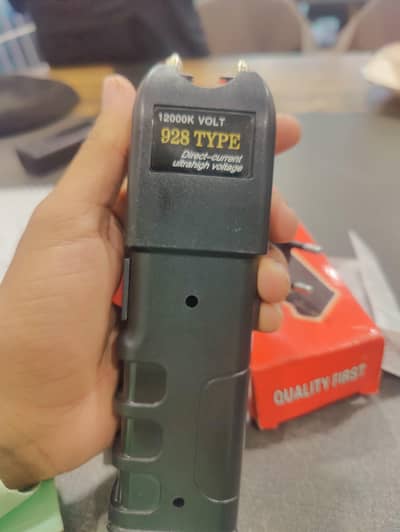 12000K VOLT
928 TYPE
Direct-current
ultrahigh voltage
QUALITY FIRST